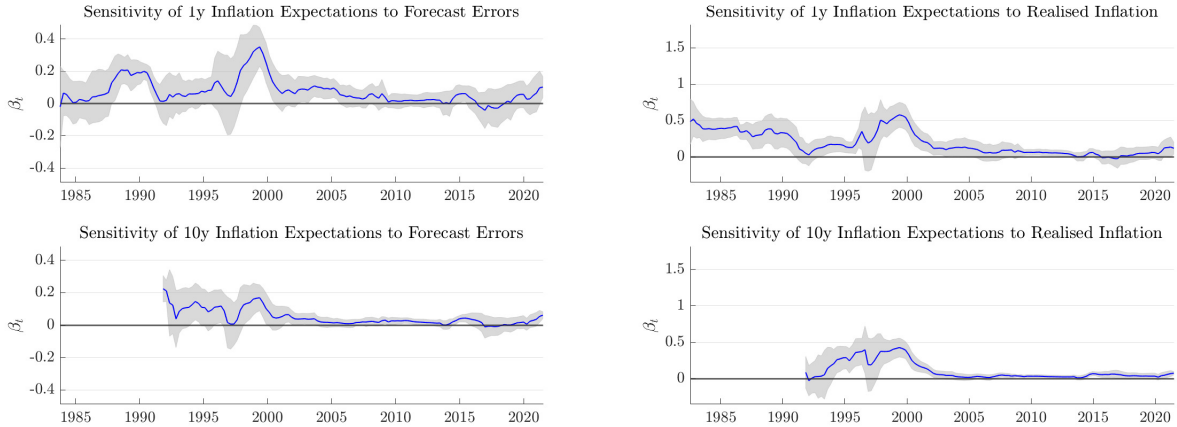 Sensitivity of 1y Inflation Expectations to Forecast Errors
0.4
0.2
0
-0.2
-0.4
βt
1985 1990 1995 2000 2005 2010 2015 2020
Sensitivity of 1y Inflation Expectations to Realised Inflation
1.5
1
0.5
0
βt
1985 1990 1995 2000 2005 2010 2015 2020
Sensitivity of 10y Inflation Expectations to Forecast Errors
0.4
0.2
0
-0.2
-0.4
βt
1985 1990 1995 2000 2005 2010 2015 2020
Sensitivity of 10y Inflation Expectations to Realised Inflation
1.5
1
0.5
0
βt
1985 1990 1995 2000 2005 2010 2015 2020